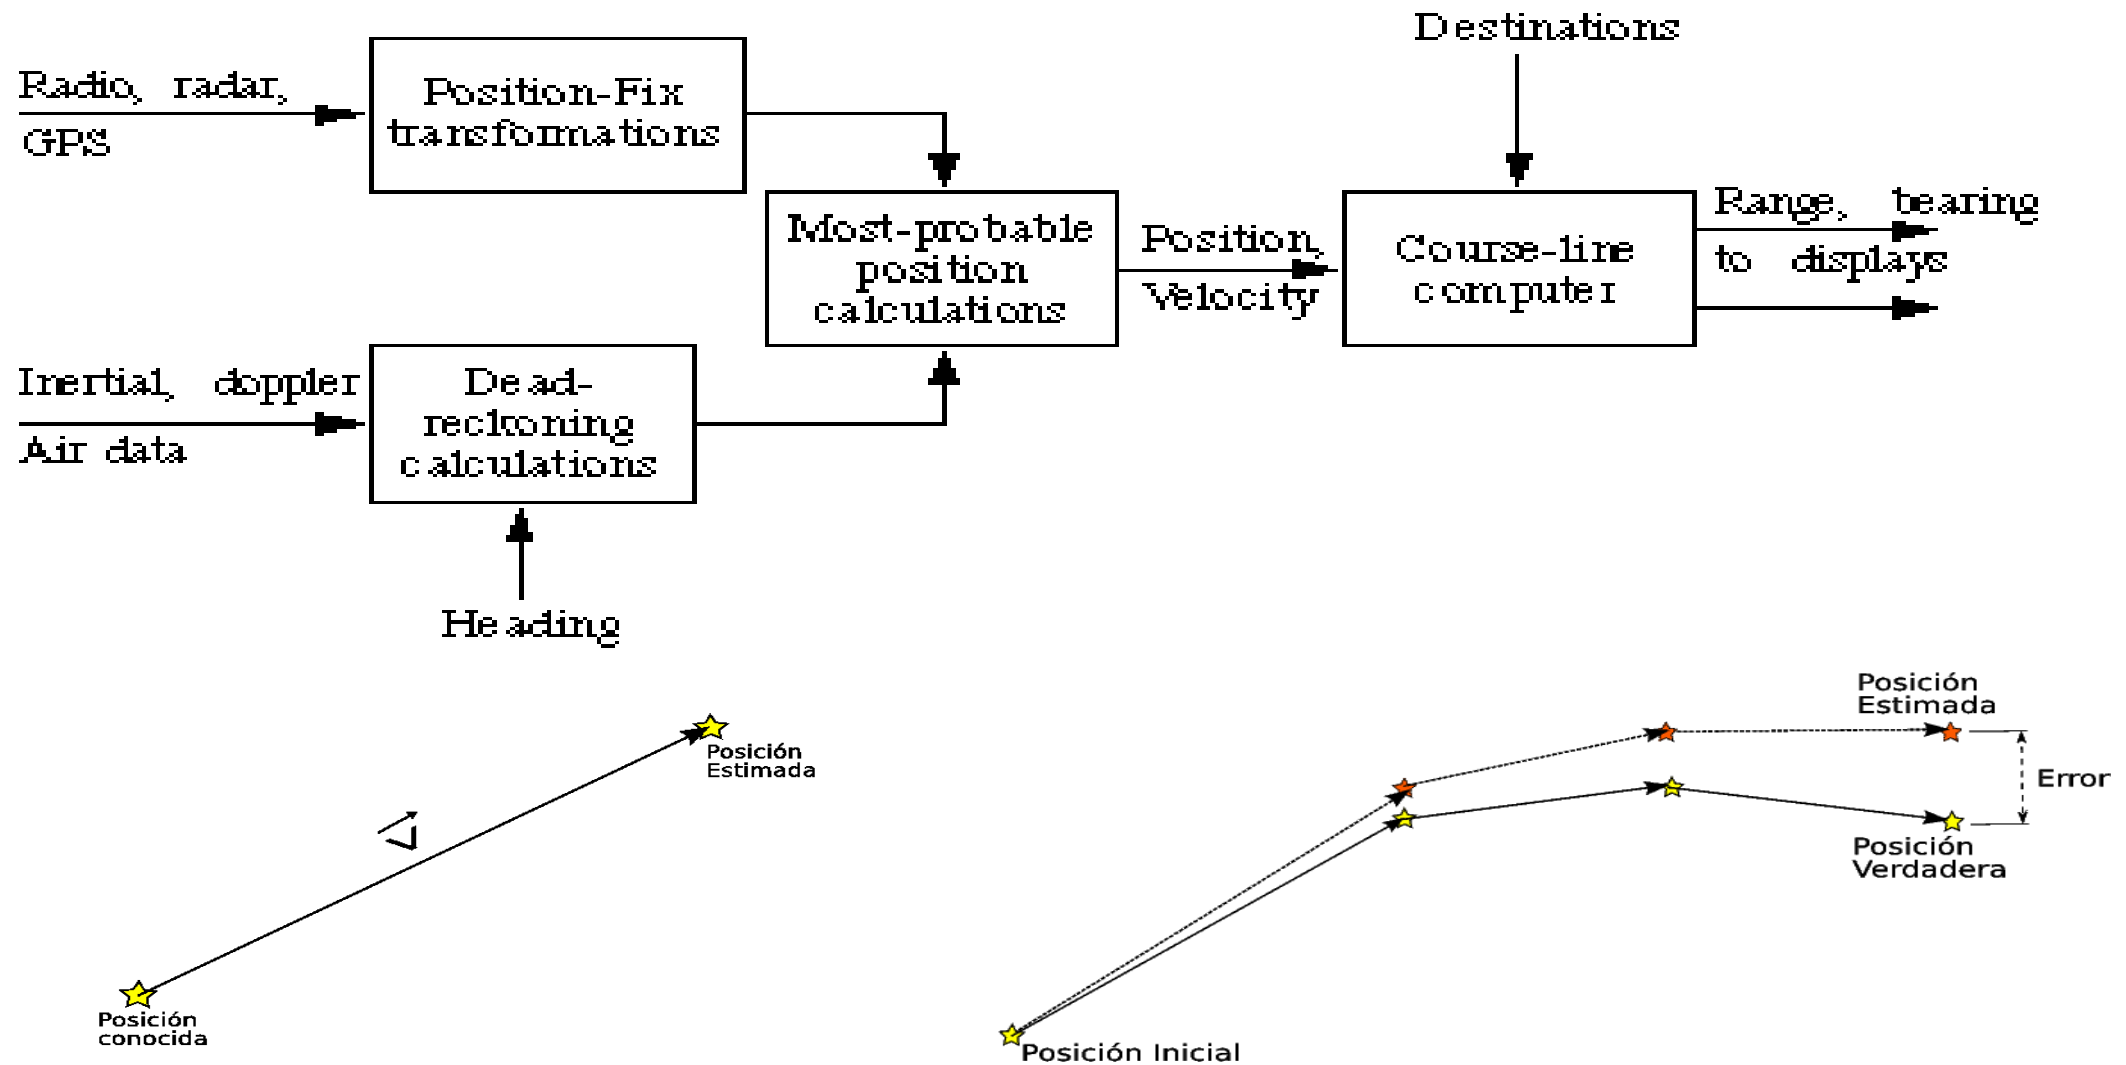 Destinations
Radio, radar,
GPS
Position-Fix
transformations
Most-probable
position
calculations
Position,
Velocity
Course-line
computer
Range, bearing
to displays
Inertial, doppler
Air data
Dead-
reckoning
calculations
Heading
Posición
Estimada
V
Posición
conocida
Posición
Estimada
Error
Posición
Verdadera
Posición Inicial